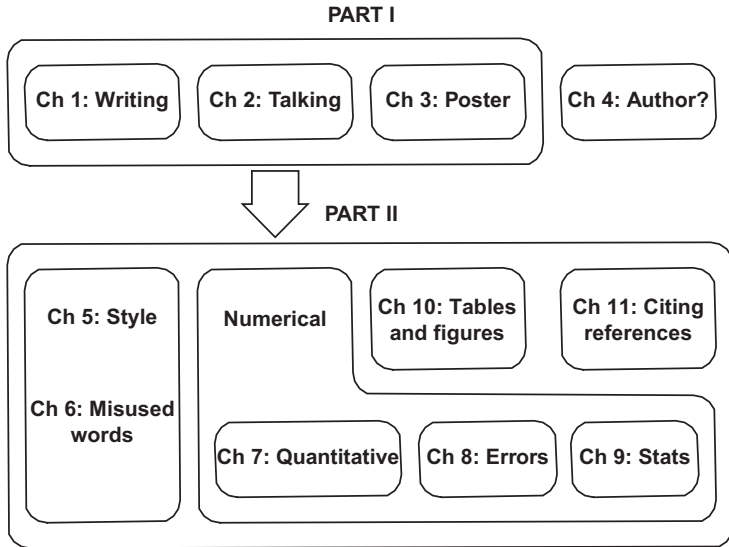 PART I
Ch 1: Writing
Ch 2: Talking
Ch 3: Poster
Ch 4: Author?
PART II
Ch 5: Style
Ch 6: Misused
words
Numerical
Ch 10: Tables
and figures
Ch 11: Citing
references
Ch 7: Quantitative
Ch 8: Errors
Ch 9: Stats